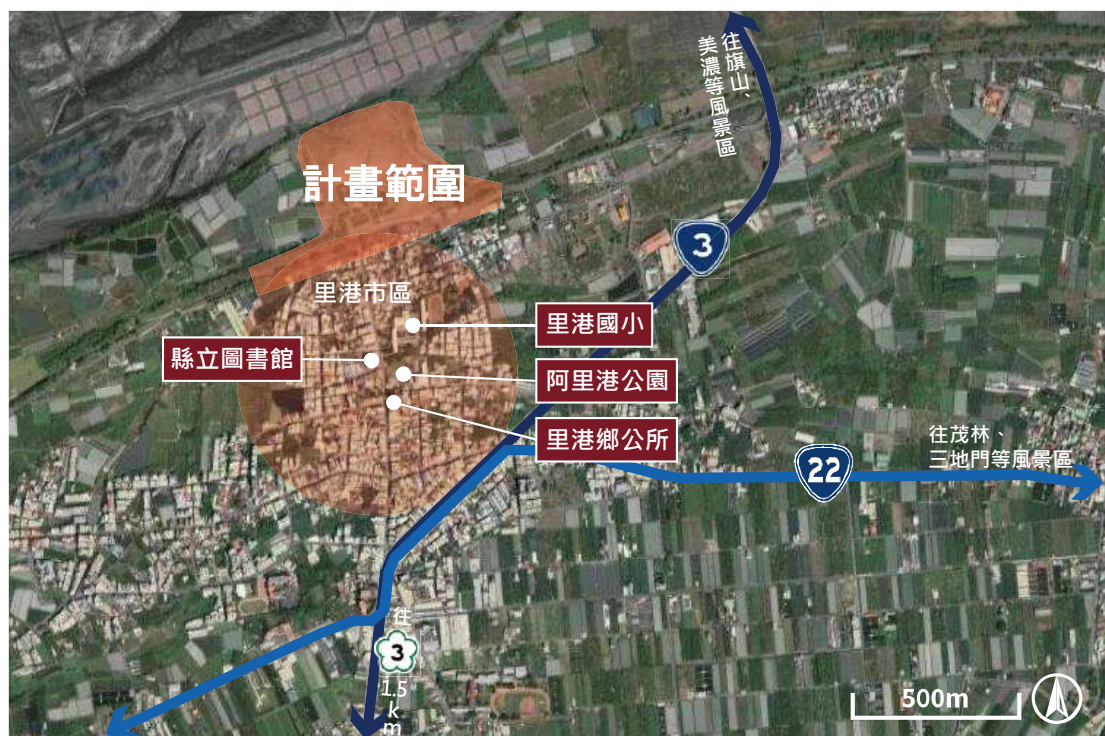 往旗山、
美濃等風景區
計畫範圍
3
里港市區
里港國小
縣立圖書館
阿里港公園
里港鄉公所
往茂林、
三地門等風景區
22
往
3
1.5
km
500m